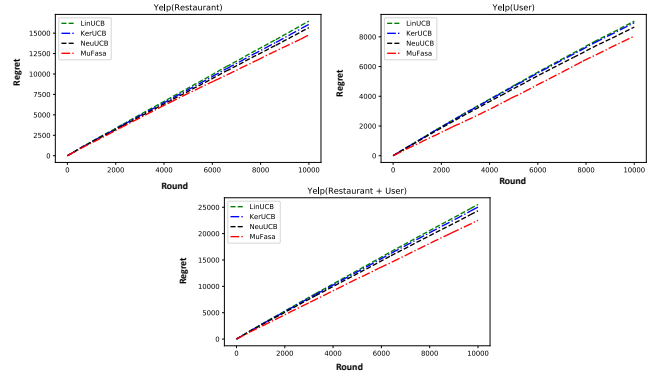 Yelp(Restaurant)
LinUCB
KerUCB
NeuUCB
MuFasa
Regret
15000
12500
10000
7500
5000
2500
0
0 2000 4000 6000 8000 10000
Round
Yelp(User)
LinUCB
KerUCB
NeuUCB
MuFasa
Regret
8000
6000
4000
2000
0
0 2000 4000 6000 8000 10000
Round
Yelp(Restaurant + User)
LinUCB
KerUCB
NeuUCB
MuFasa
Regret
25000
20000
15000
10000
5000
0
0 2000 4000 6000 8000 10000
Round